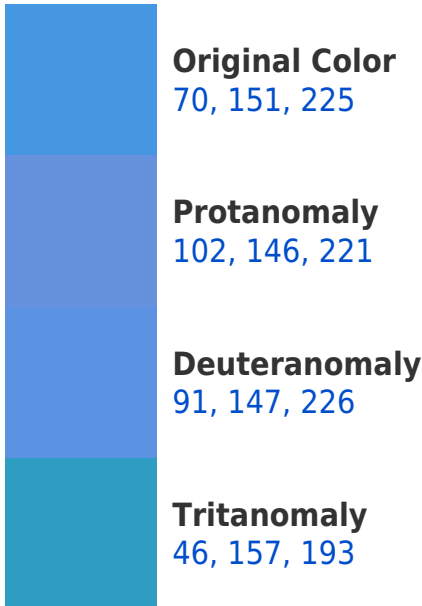 Original Color
70, 151, 225
Protanomaly
102, 146, 221
Deuteranomaly
91, 147, 226
Tritanomaly
46, 157, 193